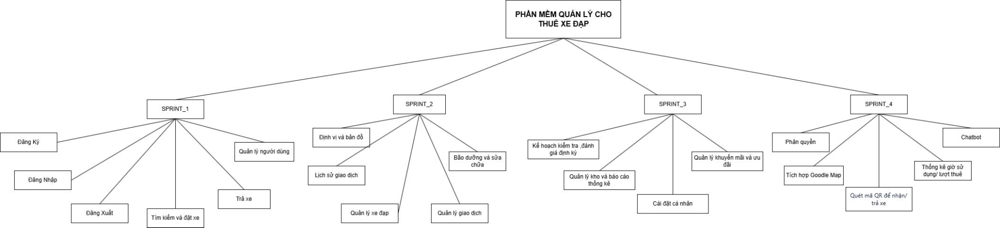 PHẦN MỀM QUẢN LÝ CHO
THUÊ XE ĐẠP
SPRINT_1
SPRINT_2
SPRINT_3
SPRINT_4
Đăng Ký
Đăng Nhập
Đăng Xuất
Tìm kiếm và đặt xe
Trả xe
Quản lý người dùng
Định vị và bản đồ
Lịch sử giao dịch
Quản lý xe đạp
Quản lý giao dịch
Bão dưỡng và sửa
chữa
Kế hoạch kiểm tra ,đánh
giá định kỳ
Quản lý kho và báo cáo
thống kê
Cái đặt cá nhân
Quản lý khuyến mãi và ưu
đãi
Phân quyền
Tích hợp Goodle Map
Quét mã QR để nhận/
trả xe
Thống kê giờ sử
dụng/ lượt thuê
Chatbot